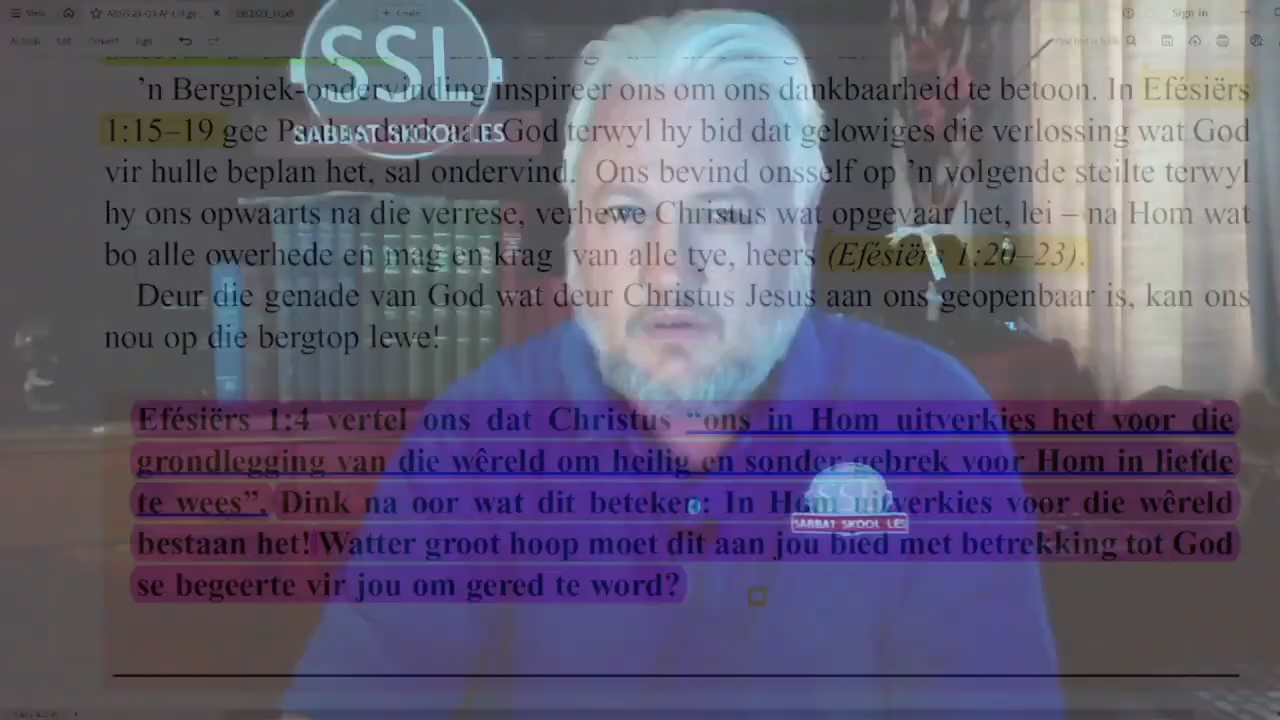 Menu
+ Create
Sign in
SSL
SABBAT SKOOL LES
'n Bergpiek-ondervinding inspireer ons om ons dankbaarheid te betoon. In Efésiërs
1:15–19 gee dank aan God terwyl hy bid dat gelowiges die verlossing wat God
vir hulle beplan het, sal ondervind. Ons bevind onsself op 'n volgende steilte terwyl
hy ons opwaarts na die verrese, verhewe Christus wat opgevaar het, lei – na Hom wat
bo alle owerhede en mag en krag van alle tye, heers (Efésiërs 1:20–23).
Deur die genade van God wat deur Christus Jesus aan ons geopenbaar is, kan ons
nou op die bergtop lewe!
Efésiërs 1:4 vertel ons dat Christus “ons in Hom uitverkies het voor die
grondlegging van die wêreld om heilig en sonder gebrek voor Hom in liefde
te wees”. Dink na oor wat dit beteken: In Hom uitverkies voor die wêreld
SSL
SABBAT SKOOL LES
bestaan het! Watter groot hoop moet dit aan jou bied met betrekking tot God
se begeerte vir jou om gered te word?